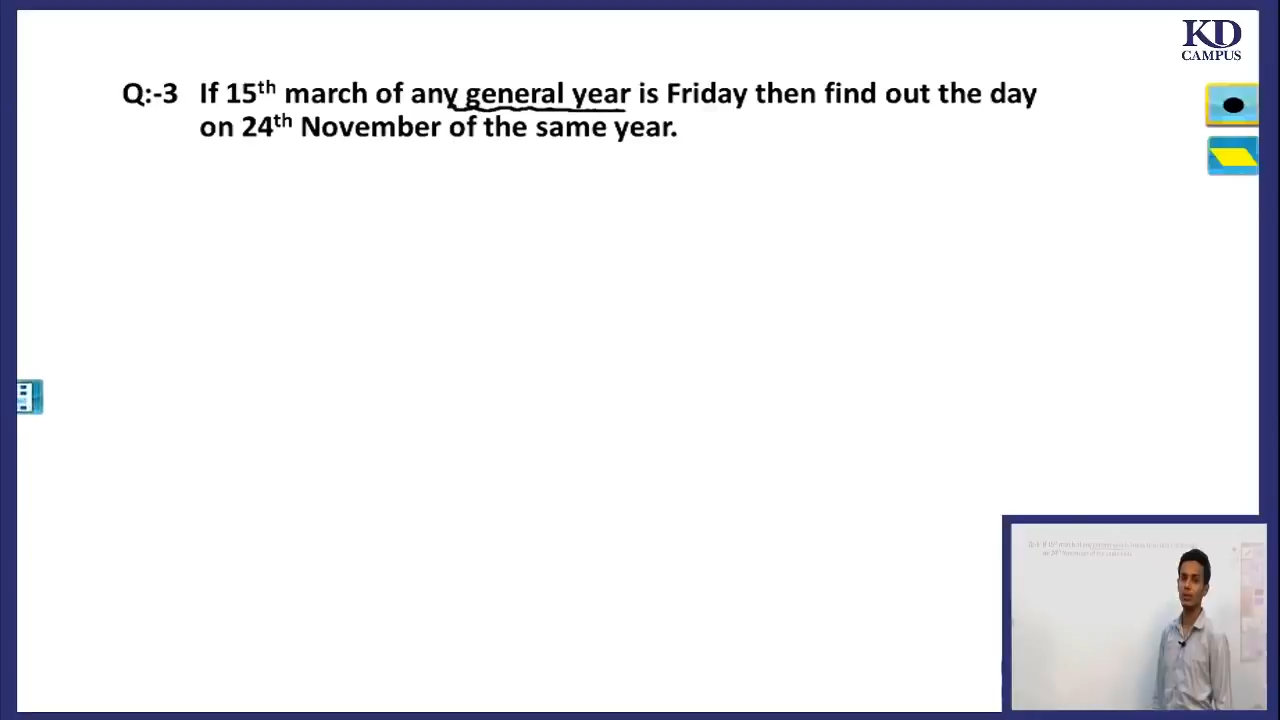 KD
CAMPUS
Q:-3 If 15th march of any general year is Friday then find out the day
on 24th November of the same year.